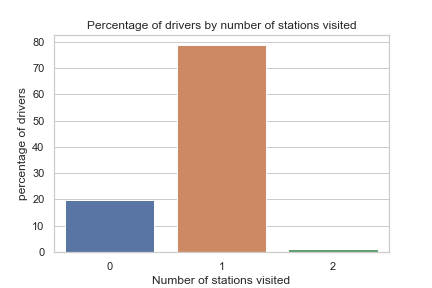 Percentage of drivers by number of stations visited
80
70
60
50
40
30
20
10
0
percentage of drivers
0 1 2
Number of stations visited